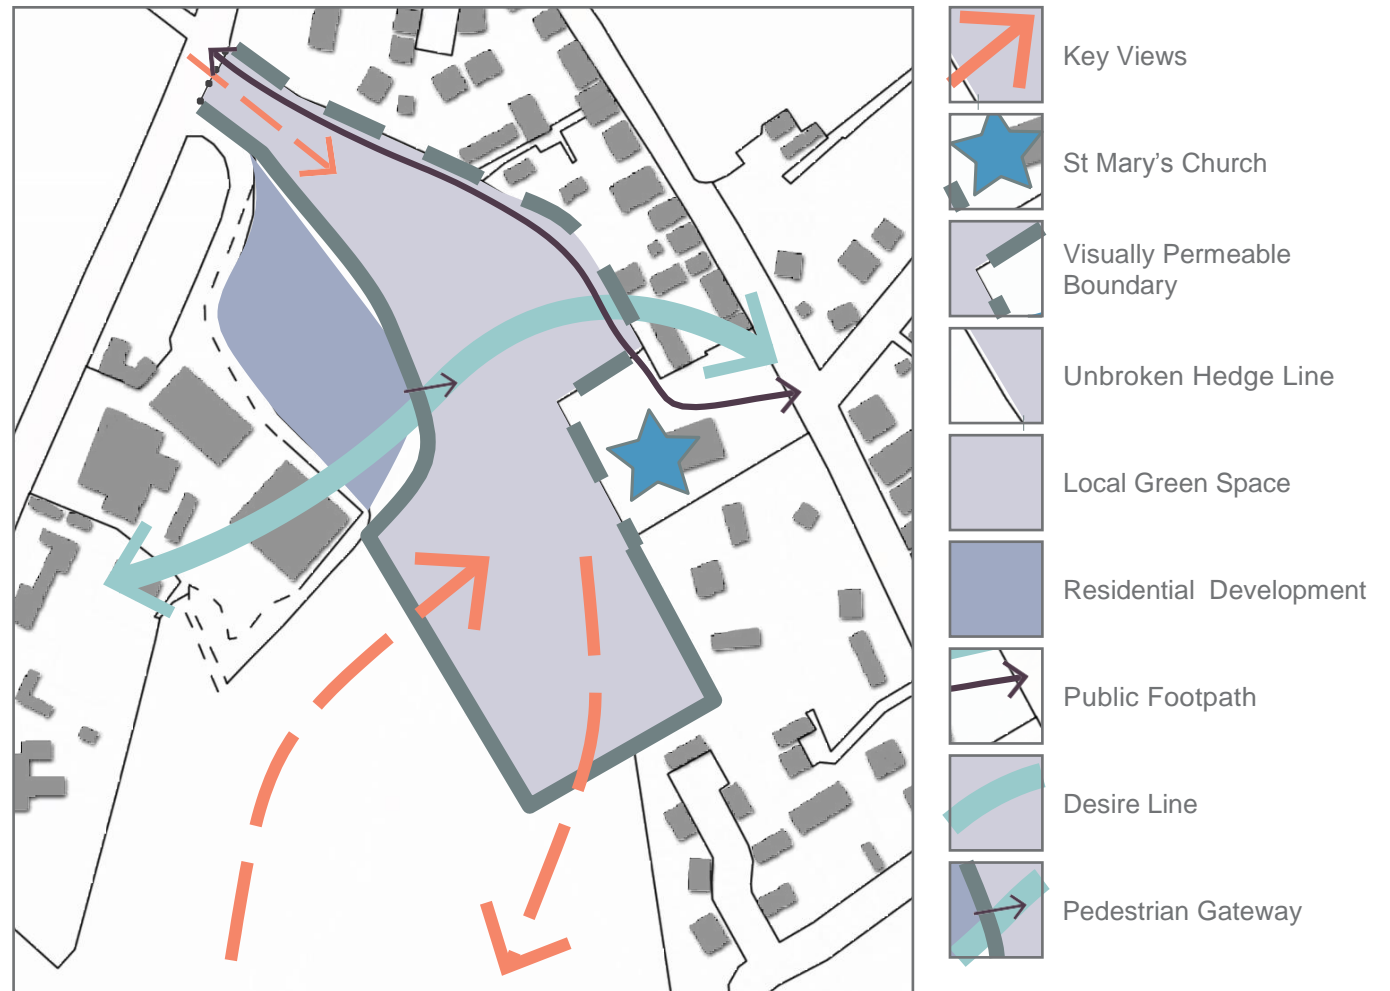 Key Views
St Mary’s Church
Visually Permeable
Boundary
Unbroken Hedge Line
Local Green Space
Residential Development
Public Footpath
Desire Line
Pedestrian Gateway